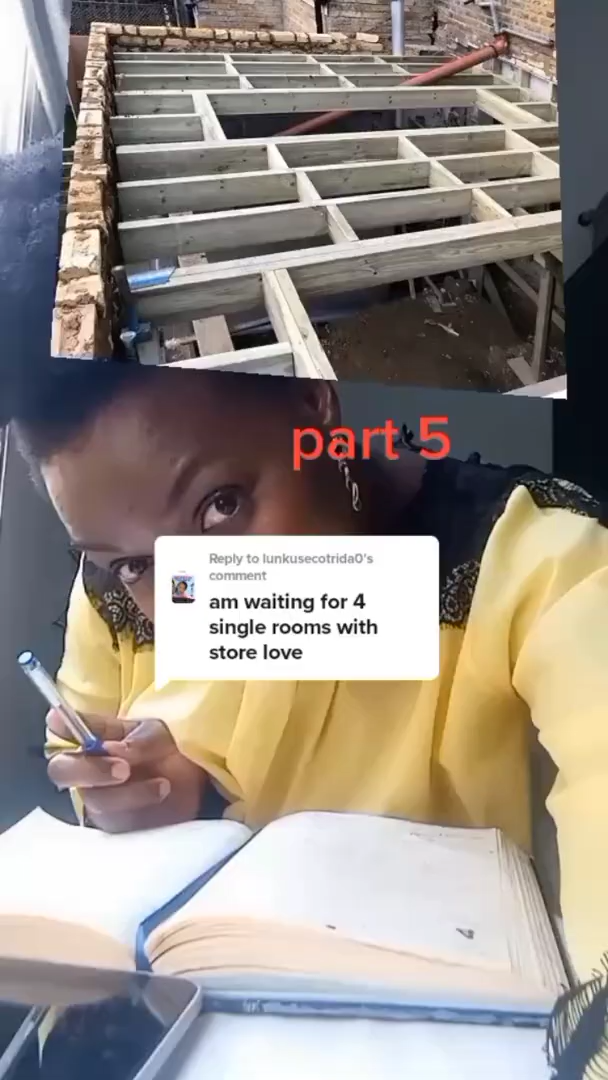 part 5
Reply to lunkusecotrida0's
comment
am waiting for 4
single rooms with
store love